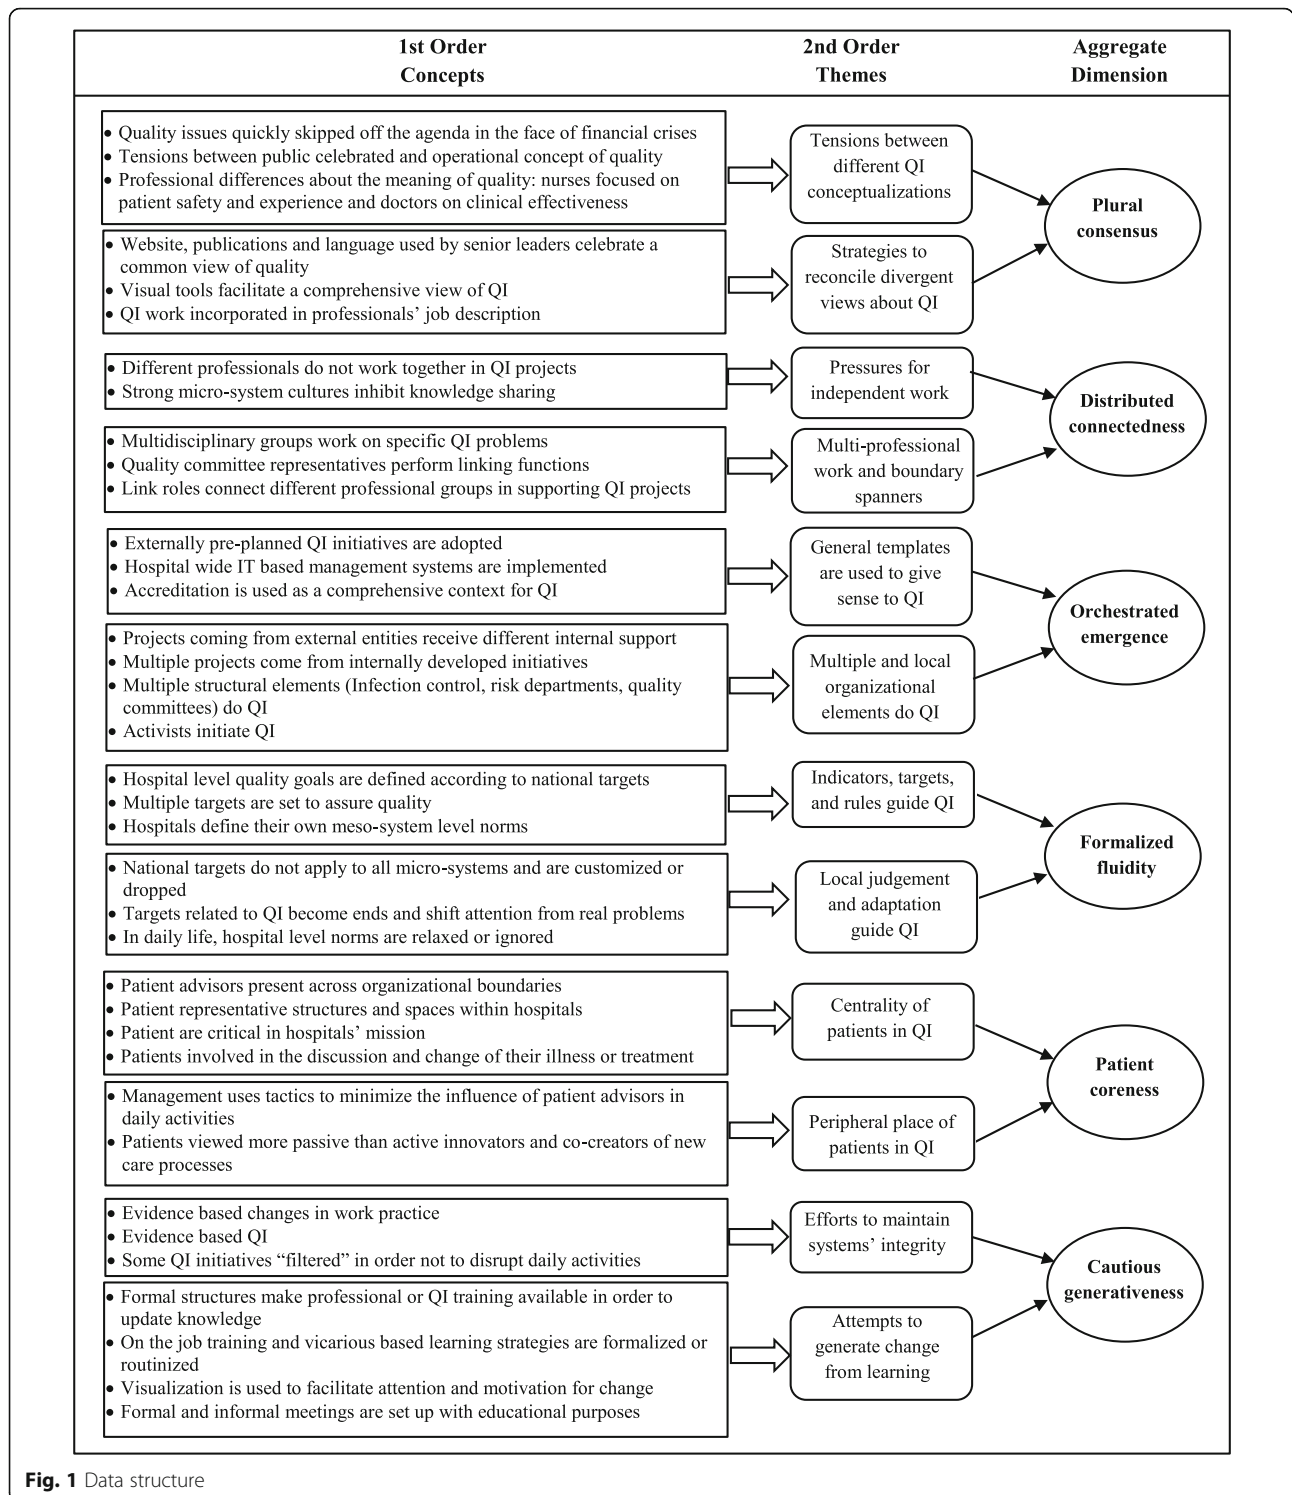 1st Order
Concepts
2nd Order
Themes
Aggregate
Dimension
• Quality issues quickly skipped off the agenda in the face of financial crises
• Tensions between public celebrated and operational concept of quality
• Professional differences about the meaning of quality: nurses focused on
patient safety and experience and doctors on clinical effectiveness
Tensions between
different QI
conceptualizations
• Website, publications and language used by senior leaders celebrate a
common view of quality
• Visual tools facilitate a comprehensive view of QI
• QI work incorporated in professionals’ job description
Strategies to
reconcile divergent
views about QI
Plural
consensus
• Different professionals do not work together in QI projects
• Strong micro-system cultures inhibit knowledge sharing
Pressures for
independent work
• Multidisciplinary groups work on specific QI problems
• Quality committee representatives perform linking functions
• Link roles connect different professional groups in supporting QI projects
Multi-professional
work and boundary
spanners
Distributed
connectedness
• Externally pre-planned QI initiatives are adopted
• Hospital wide IT based management systems are implemented
• Accreditation is used as a comprehensive context for QI
General templates
are used to give
sense to QI
• Projects coming from external entities receive different internal support
• Multiple projects come from internally developed initiatives
• Multiple structural elements (Infection control, risk departments, quality
committees) do QI
• Activists initiate QI
Multiple and local
organizational
elements do QI
Orchestrated
emergence
• Hospital level quality goals are defined according to national targets
• Multiple targets are set to assure quality
• Hospitals define their own meso-system level norms
Indicators, targets,
and rules guide QI
• National targets do not apply to all micro-systems and are customized or
dropped
• Targets related to QI become ends and shift attention from real problems
• In daily life, hospital level norms are relaxed or ignored
Local judgement
and adaptation
guide QI
Formalized
fluidity
• Patient advisors present across organizational boundaries
• Patient representative structures and spaces within hospitals
• Patient are critical in hospitals’ mission
• Patients involved in the discussion and change of their illness or treatment
Centrality of
patients in QI
• Management uses tactics to minimize the influence of patient advisors in
daily activities
• Patients viewed more passive than active innovators and co-creators of new
care processes
Peripheral place of
patients in QI
Patient
coreness
• Evidence based changes in work practice
• Evidence based QI
• Some QI initiatives “filtered” in order not to disrupt daily activities
Efforts to maintain
systems’ integrity
• Formal structures make professional or QI training available in order to
update knowledge
• On the job training and vicarious based learning strategies are formalized or
routinized
• Visualization is used to facilitate attention and motivation for change
• Formal and informal meetings are set up with educational purposes
Attempts to
generate change
from learning
Cautious
generativeness
Fig. 1 Data structure